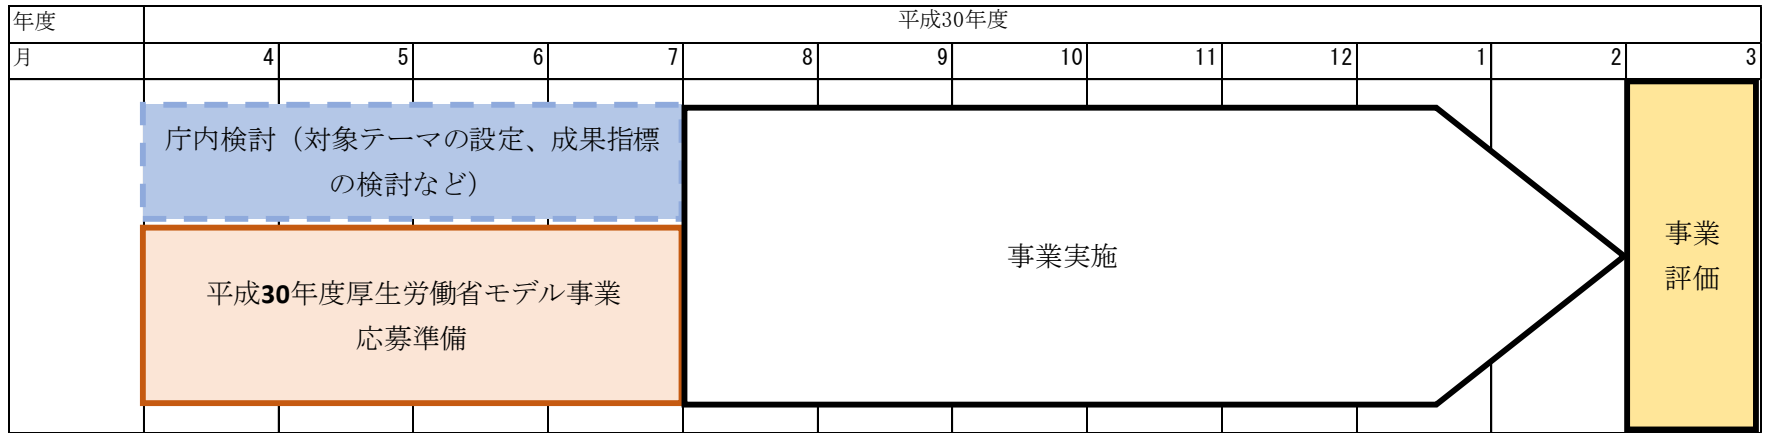 年度
平成30年度
月 4 5 6 7 8 9 10 11 12 1 2 3
庁内検討（対象テーマの設定、成果指標
の検討など）
平成30年度厚生労働省モデル事業
応募準備
事業実施
事業
評価